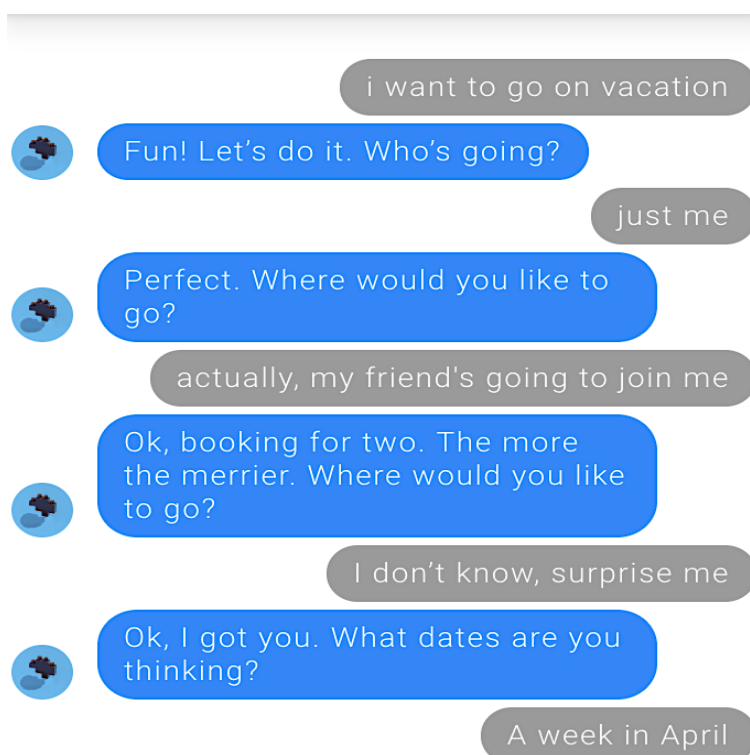 i want to go on vacation
Fun! Let’s do it. Who’s going?
just me
Perfect. Where would you like to
go?
actually, my friend's going to join me
Ok, booking for two. The more
the merrier. Where would you like
to go?
I don’t know, surprise me
Ok, I got you. What dates are you
thinking?
A week in April